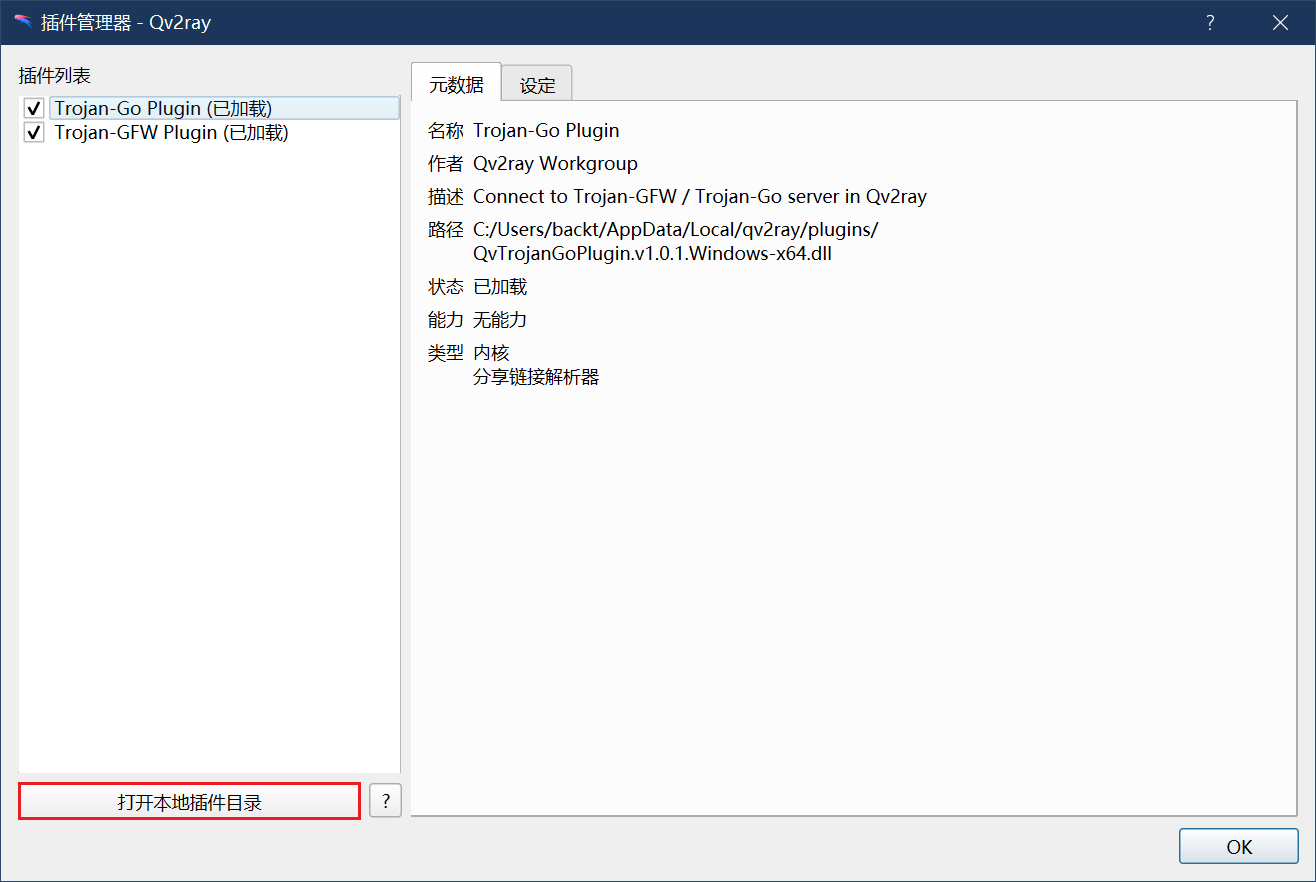 插件管理器 - Qv2ray
?
插件列表
Trojan-Go Plugin (已加载)
Trojan-GFW Plugin (已加载)
打开本地插件目录
?
元数据
设定
名称 Trojan-Go Plugin
作者 Qv2ray Workgroup
描述 Connect to Trojan-GFW / Trojan-Go server in Qv2ray
路径 C:/Users/backt/AppData/Local/qv2ray/plugins/
QvTrojanGoPlugin.v1.0.1.Windows-x64.dll
状态 已加载
能力 无能力
类型 内核
分享链接解析器
OK